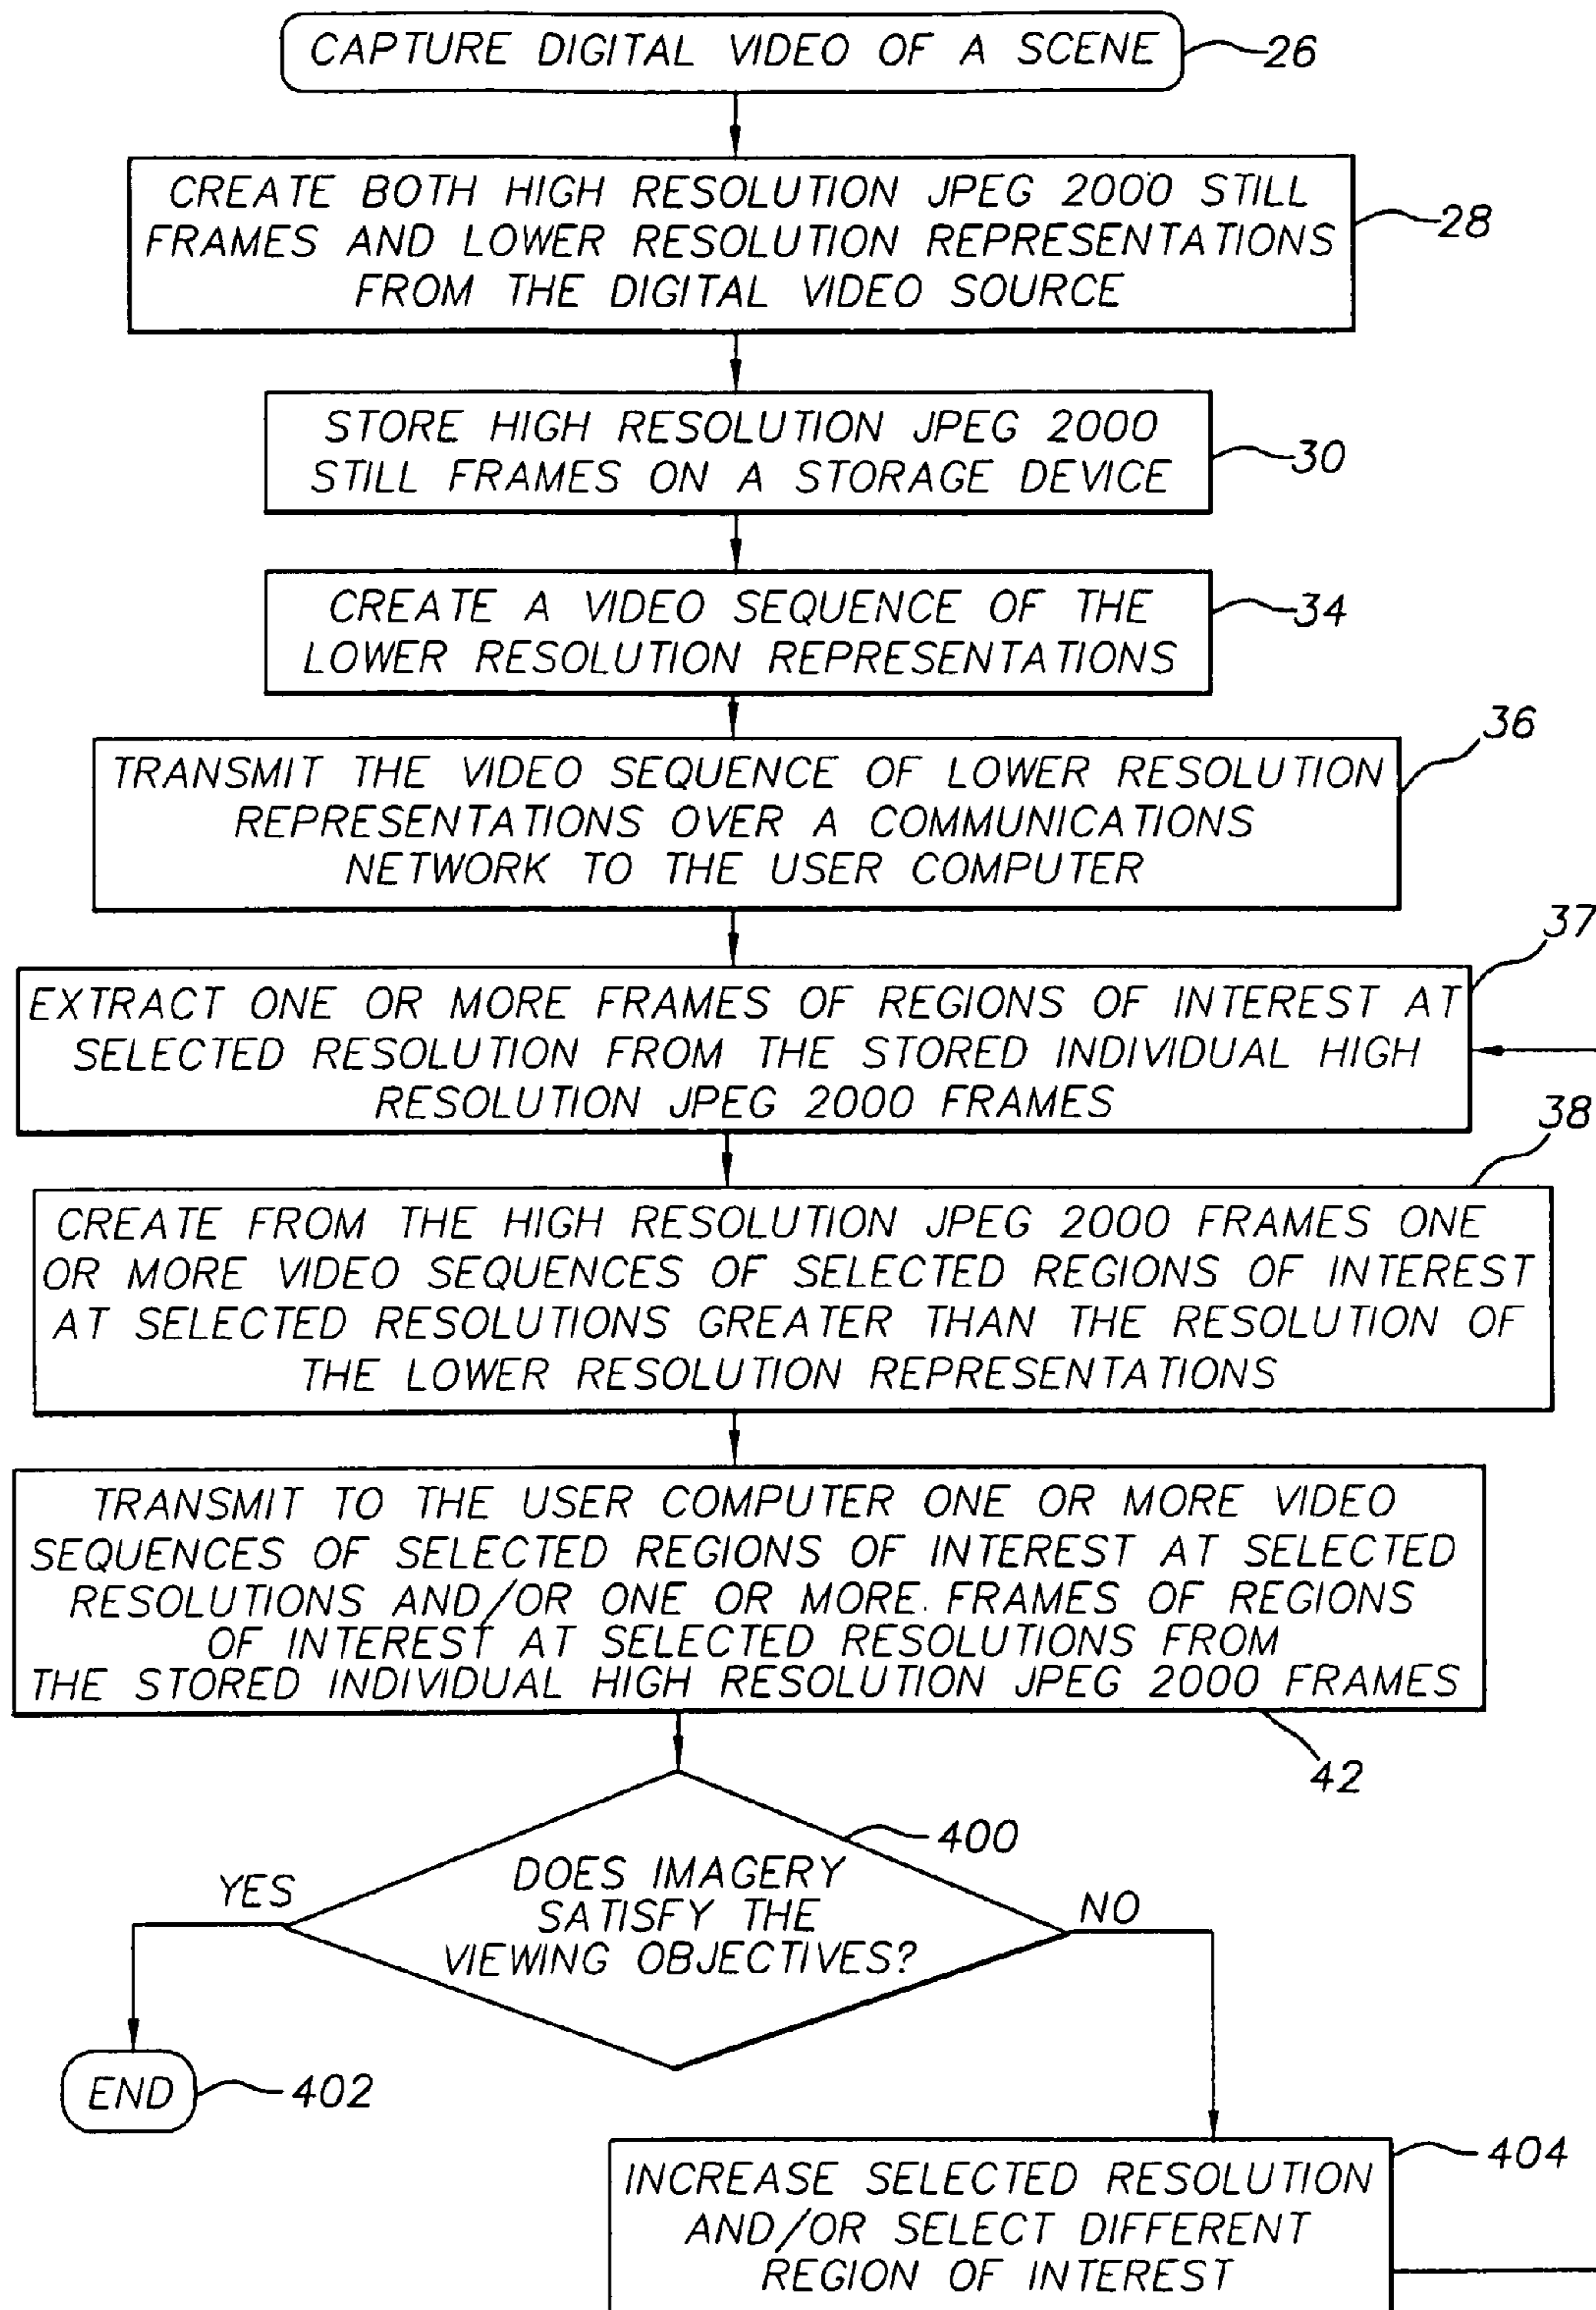 CAPTURE DIGITAL VIDEO OF A SCENE
26
CREATE BOTH HIGH RESOLUTION JPEG 2000 STILL
FRAMES AND LOWER RESOLUTION REPRESENTATIONS
FROM THE DIGITAL VIDEO SOURCE
28
STORE HIGH RESOLUTION JPEG 2000
STILL FRAMES ON A STORAGE DEVICE
30
CREATE A VIDEO SEQUENCE OF THE
LOWER RESOLUTION REPRESENTATIONS
34
36
TRANSMIT THE VIDEO SEQUENCE OF LOWER RESOLUTION
REPRESENTATIONS OVER A COMMUNICATIONS
NETWORK TO THE USER COMPUTER
37
EXTRACT ONE OR MORE FRAMES OF REGIONS OF INTEREST AT
SELECTED RESOLUTION FROM THE STORED INDIVIDUAL HIGH
RESOLUTION JPEG 2000 FRAMES
38
CREATE FROM THE HIGH RESOLUTION JPEG 2000 FRAMES ONE
OR MORE VIDEO SEQUENCES OF SELECTED REGIONS OF INTEREST
AT SELECTED RESOLUTIONS GREATER THAN THE RESOLUTION OF
THE LOWER RESOLUTION REPRESENTATIONS
TRANSMIT TO THE USER COMPUTER ONE OR MORE VIDEO
SEQUENCES OF SELECTED REGIONS OF INTEREST AT SELECTED
RESOLUTIONS AND/OR ONE OR MORE FRAMES OF REGIONS
OF INTEREST AT SELECTED RESOLUTIONS FROM
THE STORED INDIVIDUAL HIGH RESOLUTION JPEG 2000 FRAMES
42
400
DOES IMAGERY
SATISFY THE
VIEWING OBJECTIVES?
YES
NO
END
402
404
INCREASE SELECTED RESOLUTION
AND/OR SELECT DIFFERENT
REGION OF INTEREST